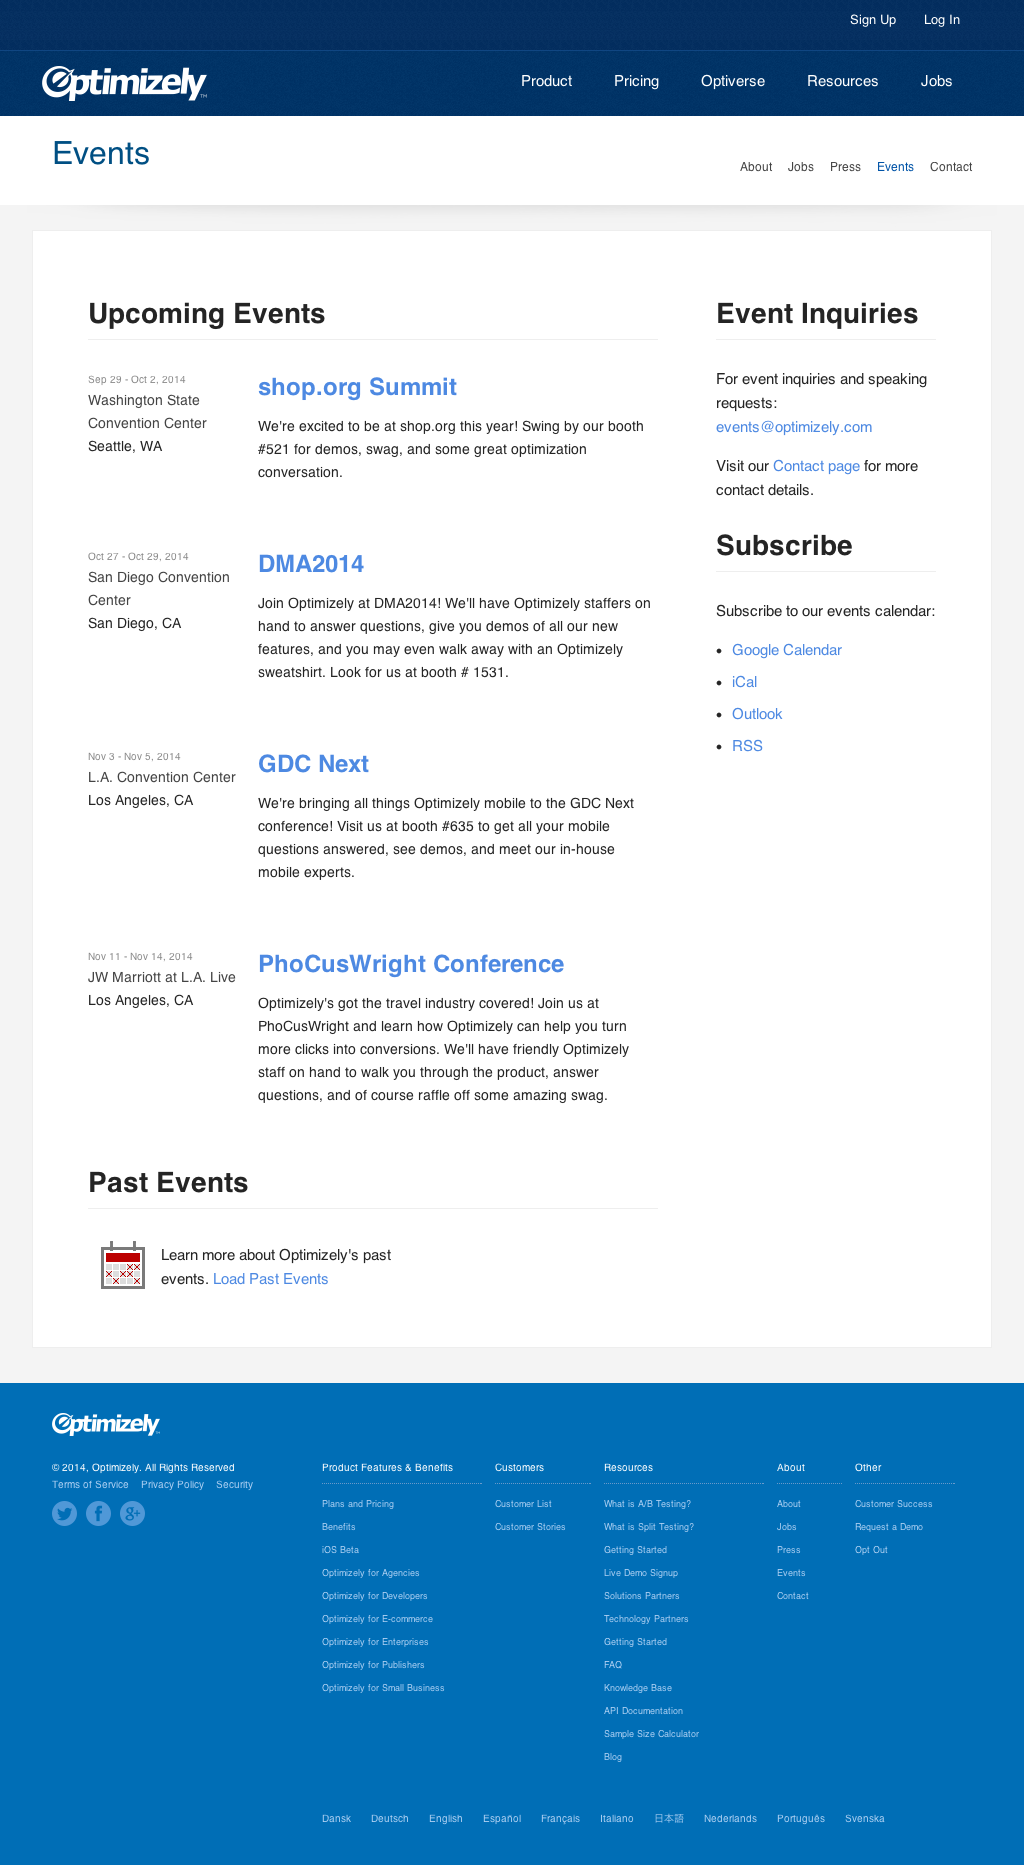 Sign Up Log In
Optimizely
Product Pricing Optiverse Resources Jobs
Events
About Jobs Press Events Contact
Upcoming Events
Sep 29 - Oct 2, 2014
Washington State
Convention Center
Seattle, WA
shop.org Summit
We're excited to be at shop.org this year! Swing by our booth
#521 for demos, swag, and some great optimization
conversation.
Oct 27 - Oct 29, 2014
San Diego Convention
Center
San Diego, CA
DMA2014
Join Optimizely at DMA2014! We'll have Optimizely staffers on
hand to answer questions, give you demos of all our new
features, and you may even walk away with an Optimizely
sweatshirt. Look for us at booth # 1531.
Nov 3 - Nov 5, 2014
L.A. Convention Center
Los Angeles, CA
GDC Next
We're bringing all things Optimizely mobile to the GDC Next
conference! Visit us at booth #635 to get all your mobile
questions answered, see demos, and meet our in-house
mobile experts.
Nov 11 - Nov 14, 2014
JW Marriott at L.A. Live
Los Angeles, CA
PhoCusWright Conference
Optimizely's got the travel industry covered! Join us at
PhoCusWright and learn how Optimizely can help you turn
more clicks into conversions. We'll have friendly Optimizely
staff on hand to walk you through the product, answer
questions, and of course raffle off some amazing swag.
Past Events
Learn more about Optimizely's past
events. Load Past Events
Event Inquiries
For event inquiries and speaking
requests:
events@optimizely.com
Visit our Contact page for more
contact details.
Subscribe
Subscribe to our events calendar:
• Google Calendar
• iCal
• Outlook
• RSS
Optimizely
© 2014, Optimizely. All Rights Reserved
Terms of Service Privacy Policy Security
Product Features & Benefits
Plans and Pricing
Benefits
iOS Beta
Optimizely for Agencies
Optimizely for Developers
Optimizely for E-commerce
Optimizely for Enterprises
Optimizely for Publishers
Optimizely for Small Business
Customers
Customer List
Customer Stories
Resources
What is A/B Testing?
What is Split Testing?
Getting Started
Live Demo Signup
Solutions Partners
Technology Partners
Getting Started
FAQ
Knowledge Base
API Documentation
Sample Size Calculator
Blog
About
About
Jobs
Press
Events
Contact
Other
Customer Success
Request a Demo
Opt Out
Dansk Deutsch English Español Français Italiano 日本語 Nederlands Português Svenska